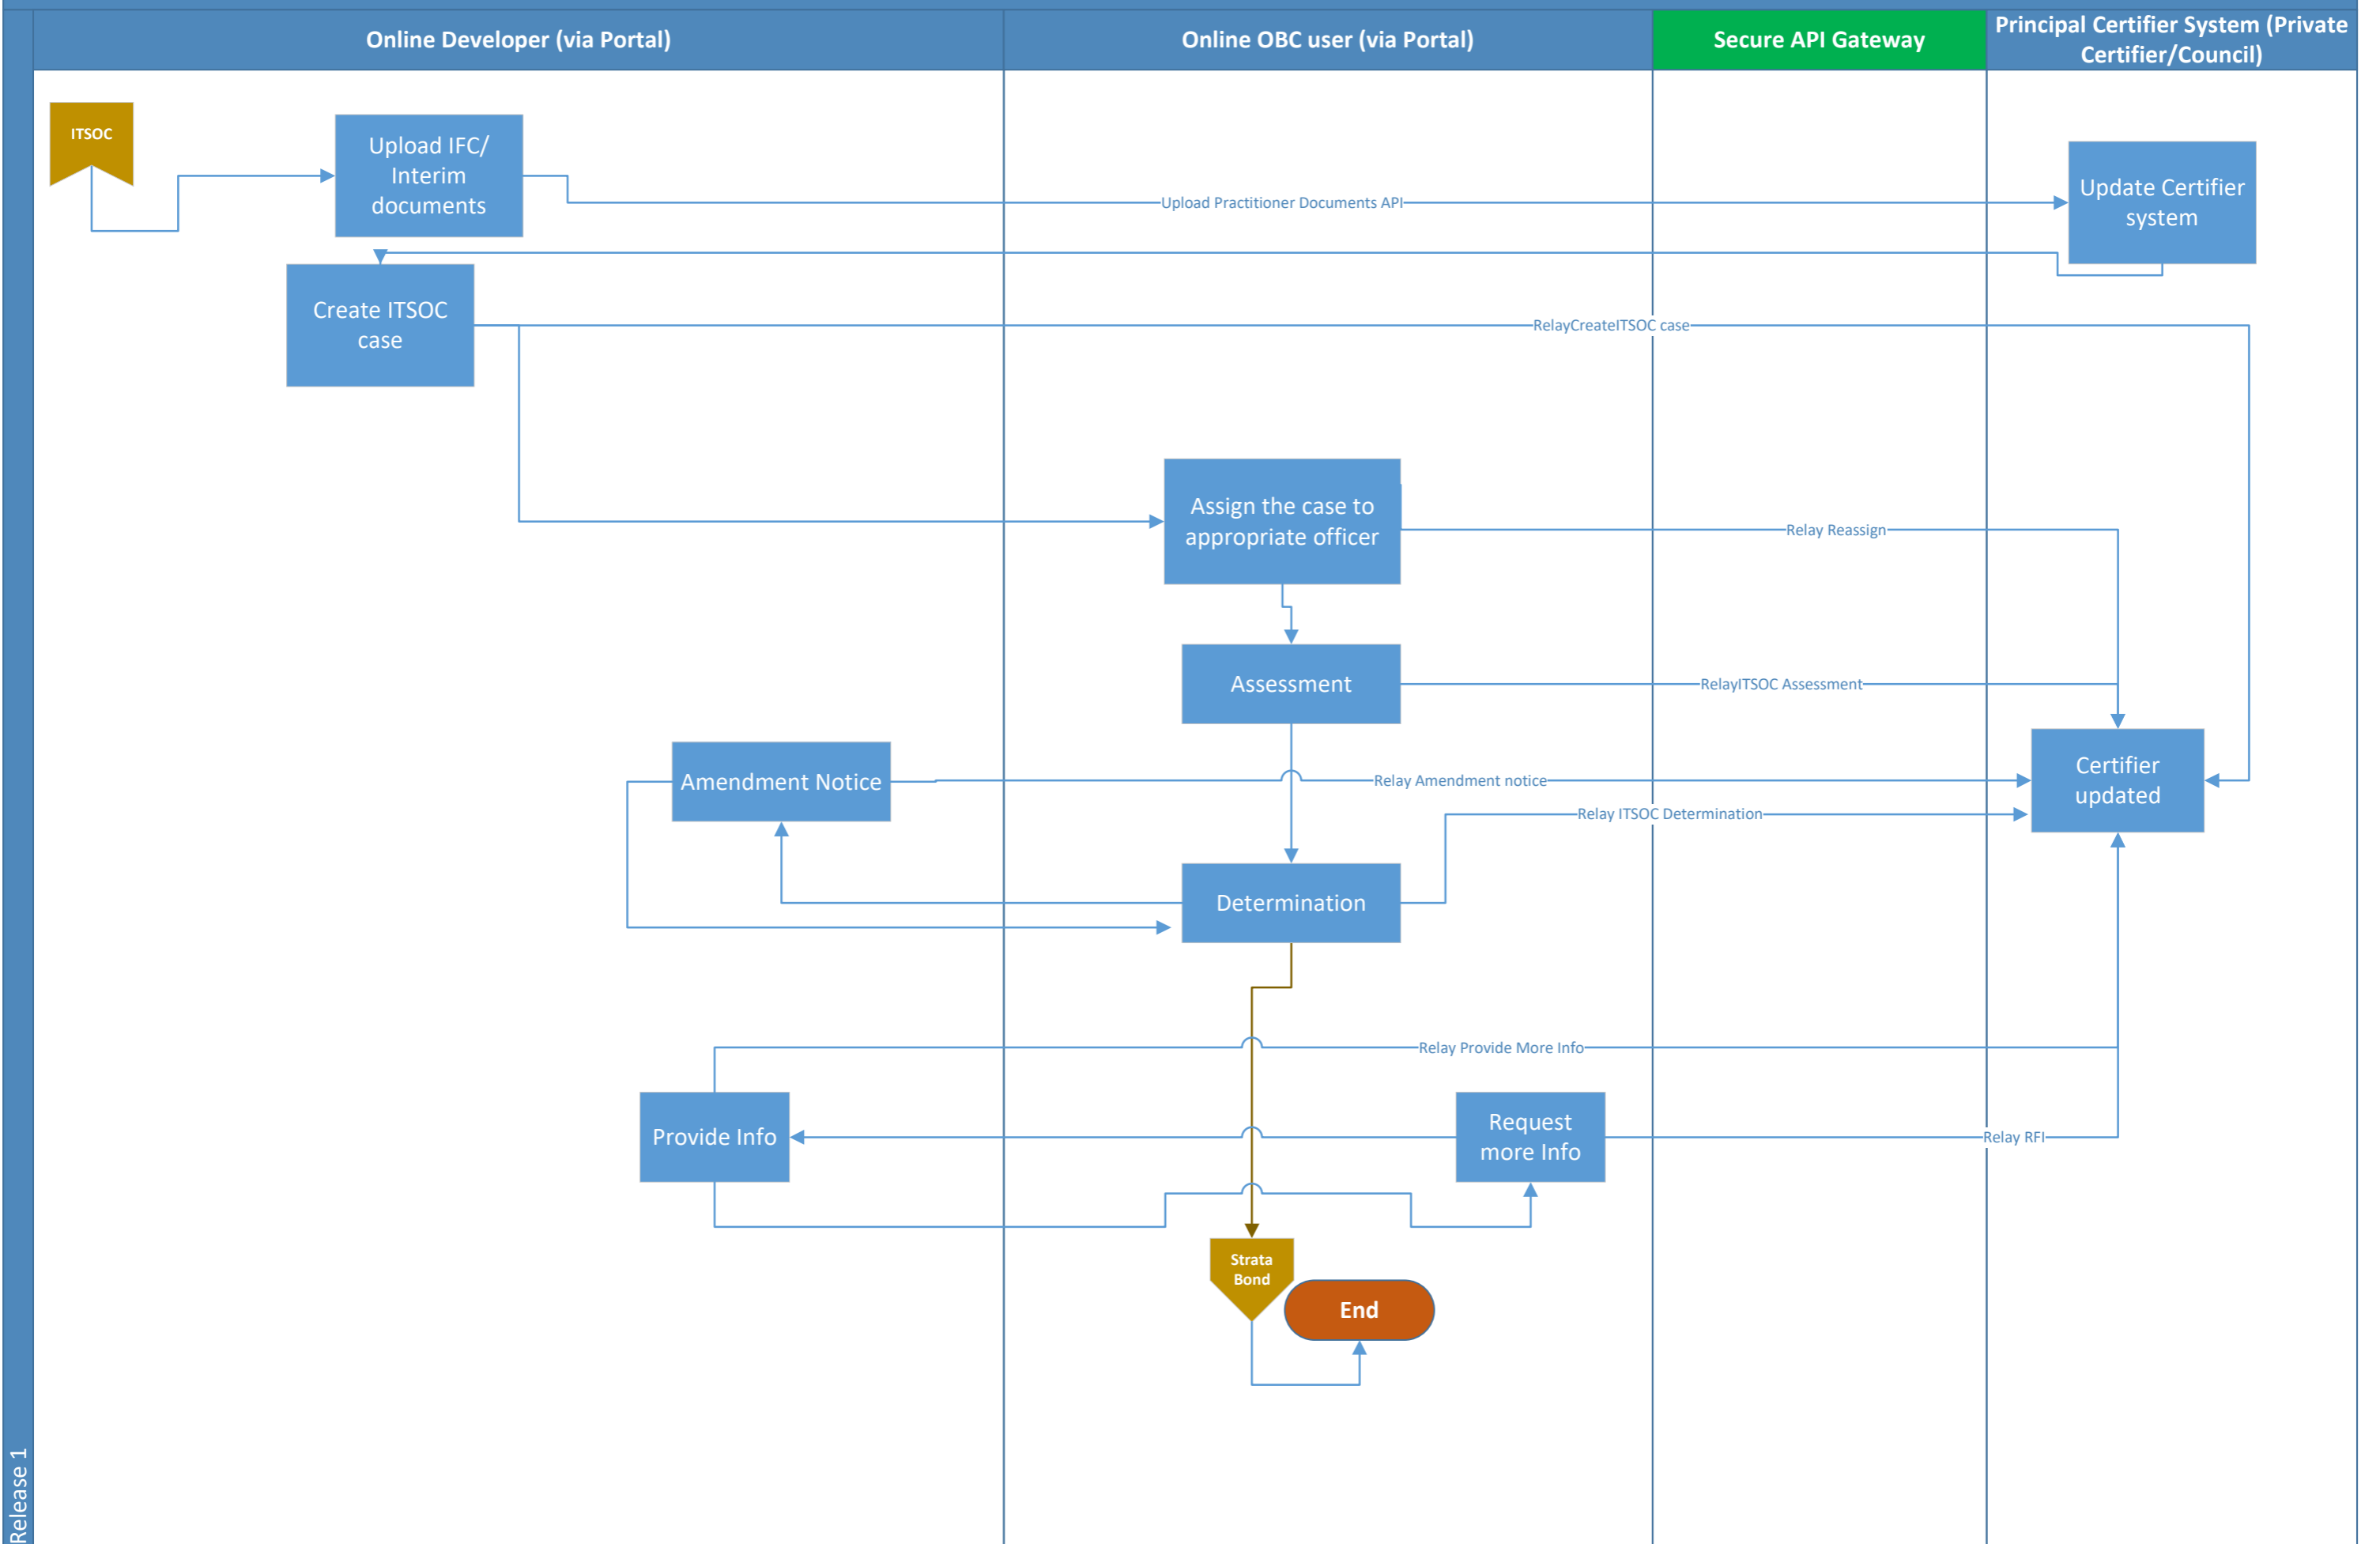 Online Developer (via Portal)
Online OBC user (via Portal)
Secure API Gateway
Principal Certifier System (Private
Certifier/Council)
ITSOC
Upload IFC/
Interim
documents
Upload Practitioner Documents API
Update Certifier
system
Create ITSOC
case
RelayCreateITSOC case
Assign the case to
appropriate officer
Relay Reassign
Assessment
RelayITSOC Assessment
Amendment Notice
Relay Amendment notice
Certifier
updated
Relay ITSOC Determination
Determination
Relay Provide More Info
Provide Info
Request
more Info
Relay RFI
Strata
Bond
End
Release 1